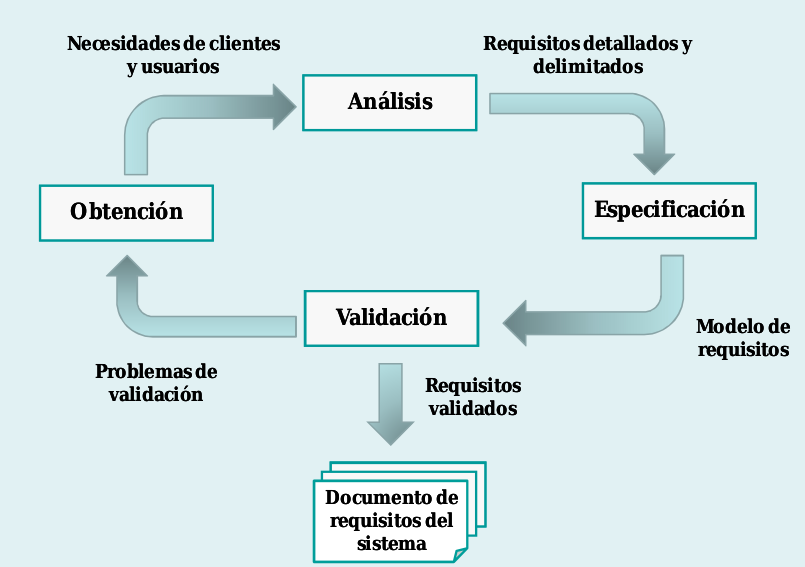 Necesidades de clientes
y usuarios
Requisitos detallados y
delimitados
Análisis
Obtención
Especificación
Validación
Modelo de
requisitos
Problemas de
validación
Requisitos
validados
Documento de
requisitos del
sistema